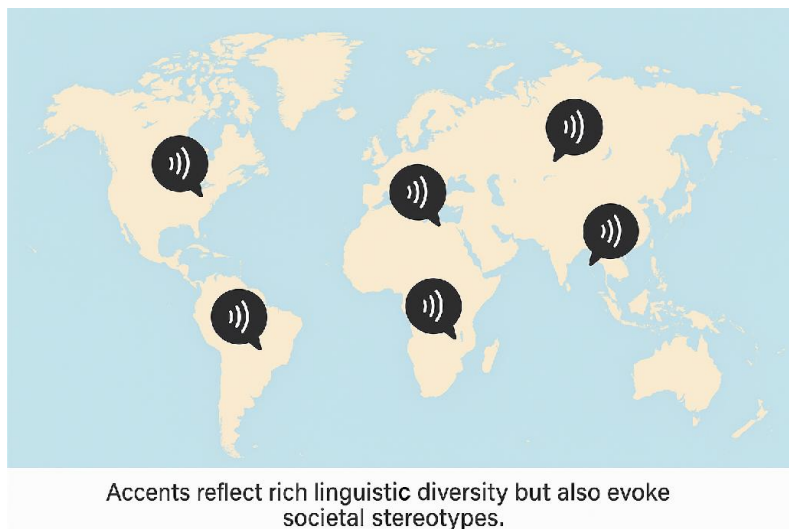 Accents reflect rich linguistic diversity but also evoke
societal stereotypes.